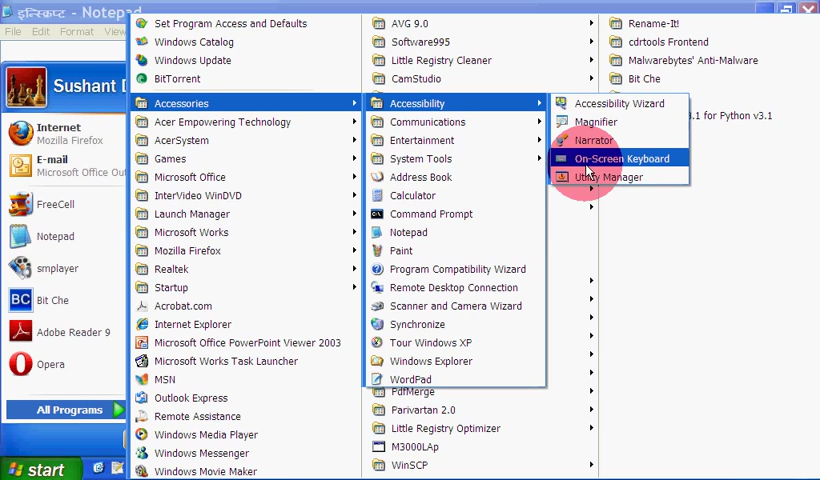 इन्स्क्रिप्ट - Notepad
File Edit Format View
Sushant D
Internet
Mozilla Firefox
E-mail
Microsoft Office Out
FreeCell
Notepad
smplayer
Bit Che
Adobe Reader 9
Opera
All Programs
start
Set Program Access and Defaults
Windows Catalog
Windows Update
BitTorrent
Accessories
Acer Empowering Technology
AcerSystem
Games
Microsoft Office
InterVideo WinDVD
Launch Manager
Microsoft Works
Mozilla Firefox
Realtek
Startup
Acrobat.com
Internet Explorer
Microsoft Office PowerPoint Viewer 2003
Microsoft Works Task Launcher
MSN
Outlook Express
Remote Assistance
Windows Media Player
Windows Messenger
Windows Movie Maker
AVG 9.0
Software995
Little Registry Cleaner
CamStudio
Accessibility
Communications
Entertainment
System Tools
Address Book
Calculator
Command Prompt
Notepad
Paint
Program Compatibility Wizard
Remote Desktop Connection
Scanner and Camera Wizard
Synchronize
Tour Windows XP
Windows Explorer
WordPad
PdfMerge
Parivartan 2.0
Little Registry Optimizer
M3000LAp
WinSCP
Rename-It!
cdrtools Frontend
Malwarebytes' Anti-Malware
Bit Che
3.1 for Python v3.1
Accessibility Wizard
Magnifier
Narrator
On-Screen Keyboard
Utility Manager